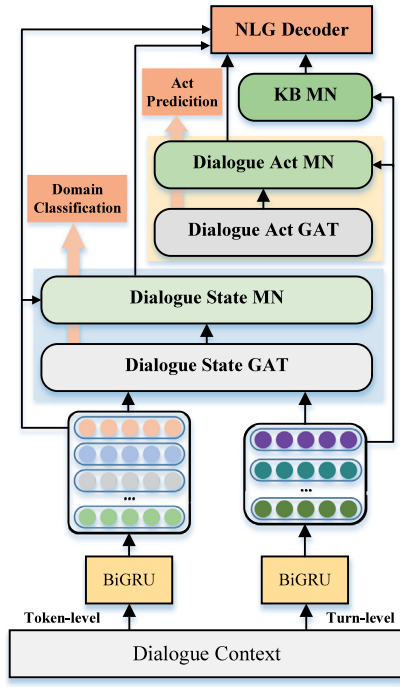 NLG Decoder
Act
Predicition
KB MN
Dialogue Act MN
Domain
Classification
Dialogue Act GAT
Dialogue State MN
Dialogue State GAT
...
...
BiGRU
BiGRU
Token-level
Turn-level
Dialogue Context